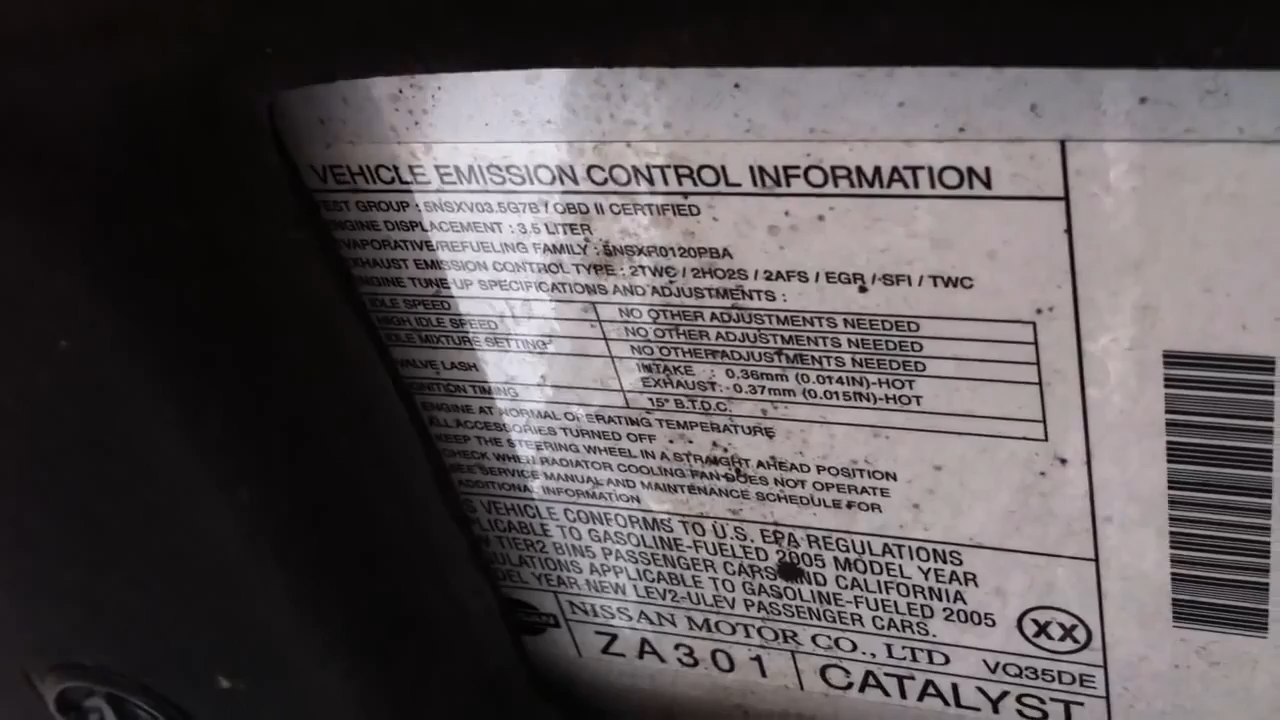 VEHICLE EMISSION CONTROL INFORMATION
TEST GROUP : 5NSXV03.5G7B / OBD II CERTIFIED
ENGINE DISPLACEMENT : 3.5 LITER
EVAPORATIVE/REFUELING FAMILY : 5NSXR0120PBA
EXHAUST EMISSION CONTROL TYPE : 2TWC / 2HO2S / 2AFS / EGR / SFI / TWC
ENGINE TUNE-UP SPECIFICATIONS AND ADJUSTMENTS :
IDLE SPEED NO OTHER ADJUSTMENTS NEEDED
HIGH IDLE SPEED NO OTHER ADJUSTMENTS NEEDED
IDLE MIXTURE SETTING NO OTHER ADJUSTMENTS NEEDED
VALVE LASH INTAKE : 0.36mm (0.014IN)-HOT
EXHAUST: 0.37mm (0.015IN)-HOT
IGNITION TIMING 15° B.T.D.C.
ENGINE AT NORMAL OPERATING TEMPERATURE
ALL ACCESSORIES TURNED OFF
KEEP THE STEERING WHEEL IN A STRAIGHT AHEAD POSITION
CHECK WHEN RADIATOR COOLING FAN DOES NOT OPERATE
SEE SERVICE MANUAL AND MAINTENANCE SCHEDULE FOR
ADDITIONAL INFORMATION
VEHICLE CONFORMS TO U.S. EPA REGULATIONS
PLICABLE TO GASOLINE-FUELED 2005 MODEL YEAR
TIER2 BIN5 PASSENGER CARS AND CALIFORNIA
ULATIONS APPLICABLE TO GASOLINE-FUELED 2005
DEL YEAR NEW LEV2-ULEV PASSENGER CARS.
XX
NISSAN MOTOR CO., LTD VQ35DE
ZA301 CATALYST